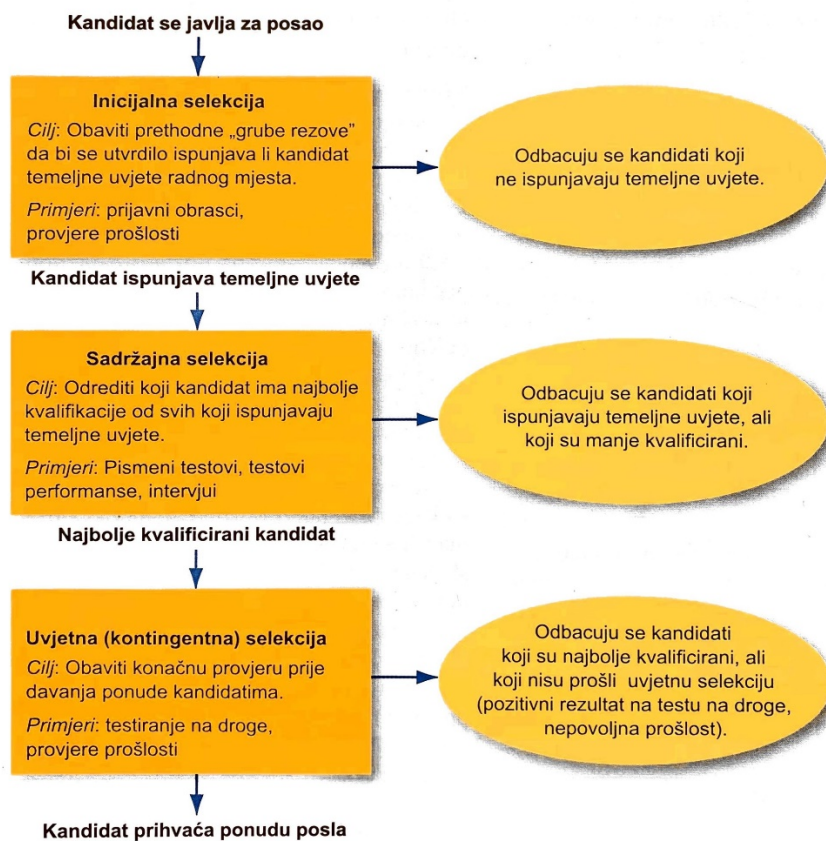 Kandidat se javlja za posao
Inicijalna selekcija
Cilj: Obaviti prethodne „grube rezove”
da bi se utvrdilo ispunjava li kandidat
temeljne uvjete radnog mjesta.
Primjeri: prijavni obrasci,
provjere prošlosti
Odbacuju se kandidati koji
ne ispunjavaju temeljne uvjete.
Kandidat ispunjava temeljne uvjete
Sadržajna selekcija
Cilj: Odrediti koji kandidat ima najbolje
kvalifikacije od svih koji ispunjavaju
temeljne uvjete.
Primjeri: Pismeni testovi, testovi
performanse, intervjui
Odbacuju se kandidati koji
ispunjavaju temeljne uvjete, ali
koji su manje kvalificirani.
Najbolje kvalificirani kandidat
Uvjetna (kontingentna) selekcija
Cilj: Obaviti konačnu provjeru prije
davanja ponude kandidatima.
Primjeri: testiranje na droge,
provjere prošlosti
Odbacuju se kandidati
koji su najbolje kvalificirani, ali
koji nisu prošli uvjetnu selekciju
(pozitivni rezultat na testu na droge,
nepovoljna prošlost).
Kandidat prihvaća ponudu posla